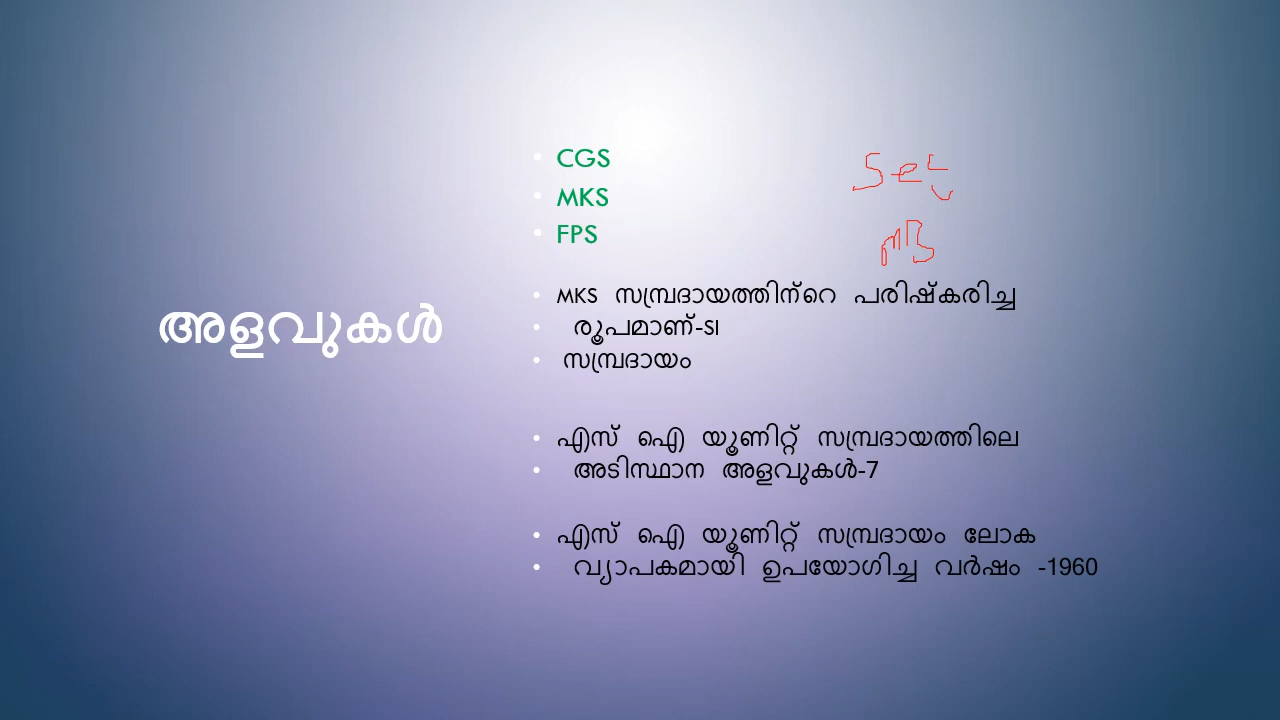 അളവുകൾ
CGS
MKS
FPS
MKS സമ്പ്രദായത്തിന്റെ പരിഷ്കരിച്ച
രൂപമാണ്-SI
സമ്പ്രദായം
എസ് ഐ യൂണിറ്റ് സമ്പ്രദായത്തിലെ
അടിസ്ഥാന അളവുകൾ-7
എസ് ഐ യൂണിറ്റ് സമ്പ്രദായം ലോക
വ്യാപകമായി ഉപയോഗിച്ച വർഷം -1960